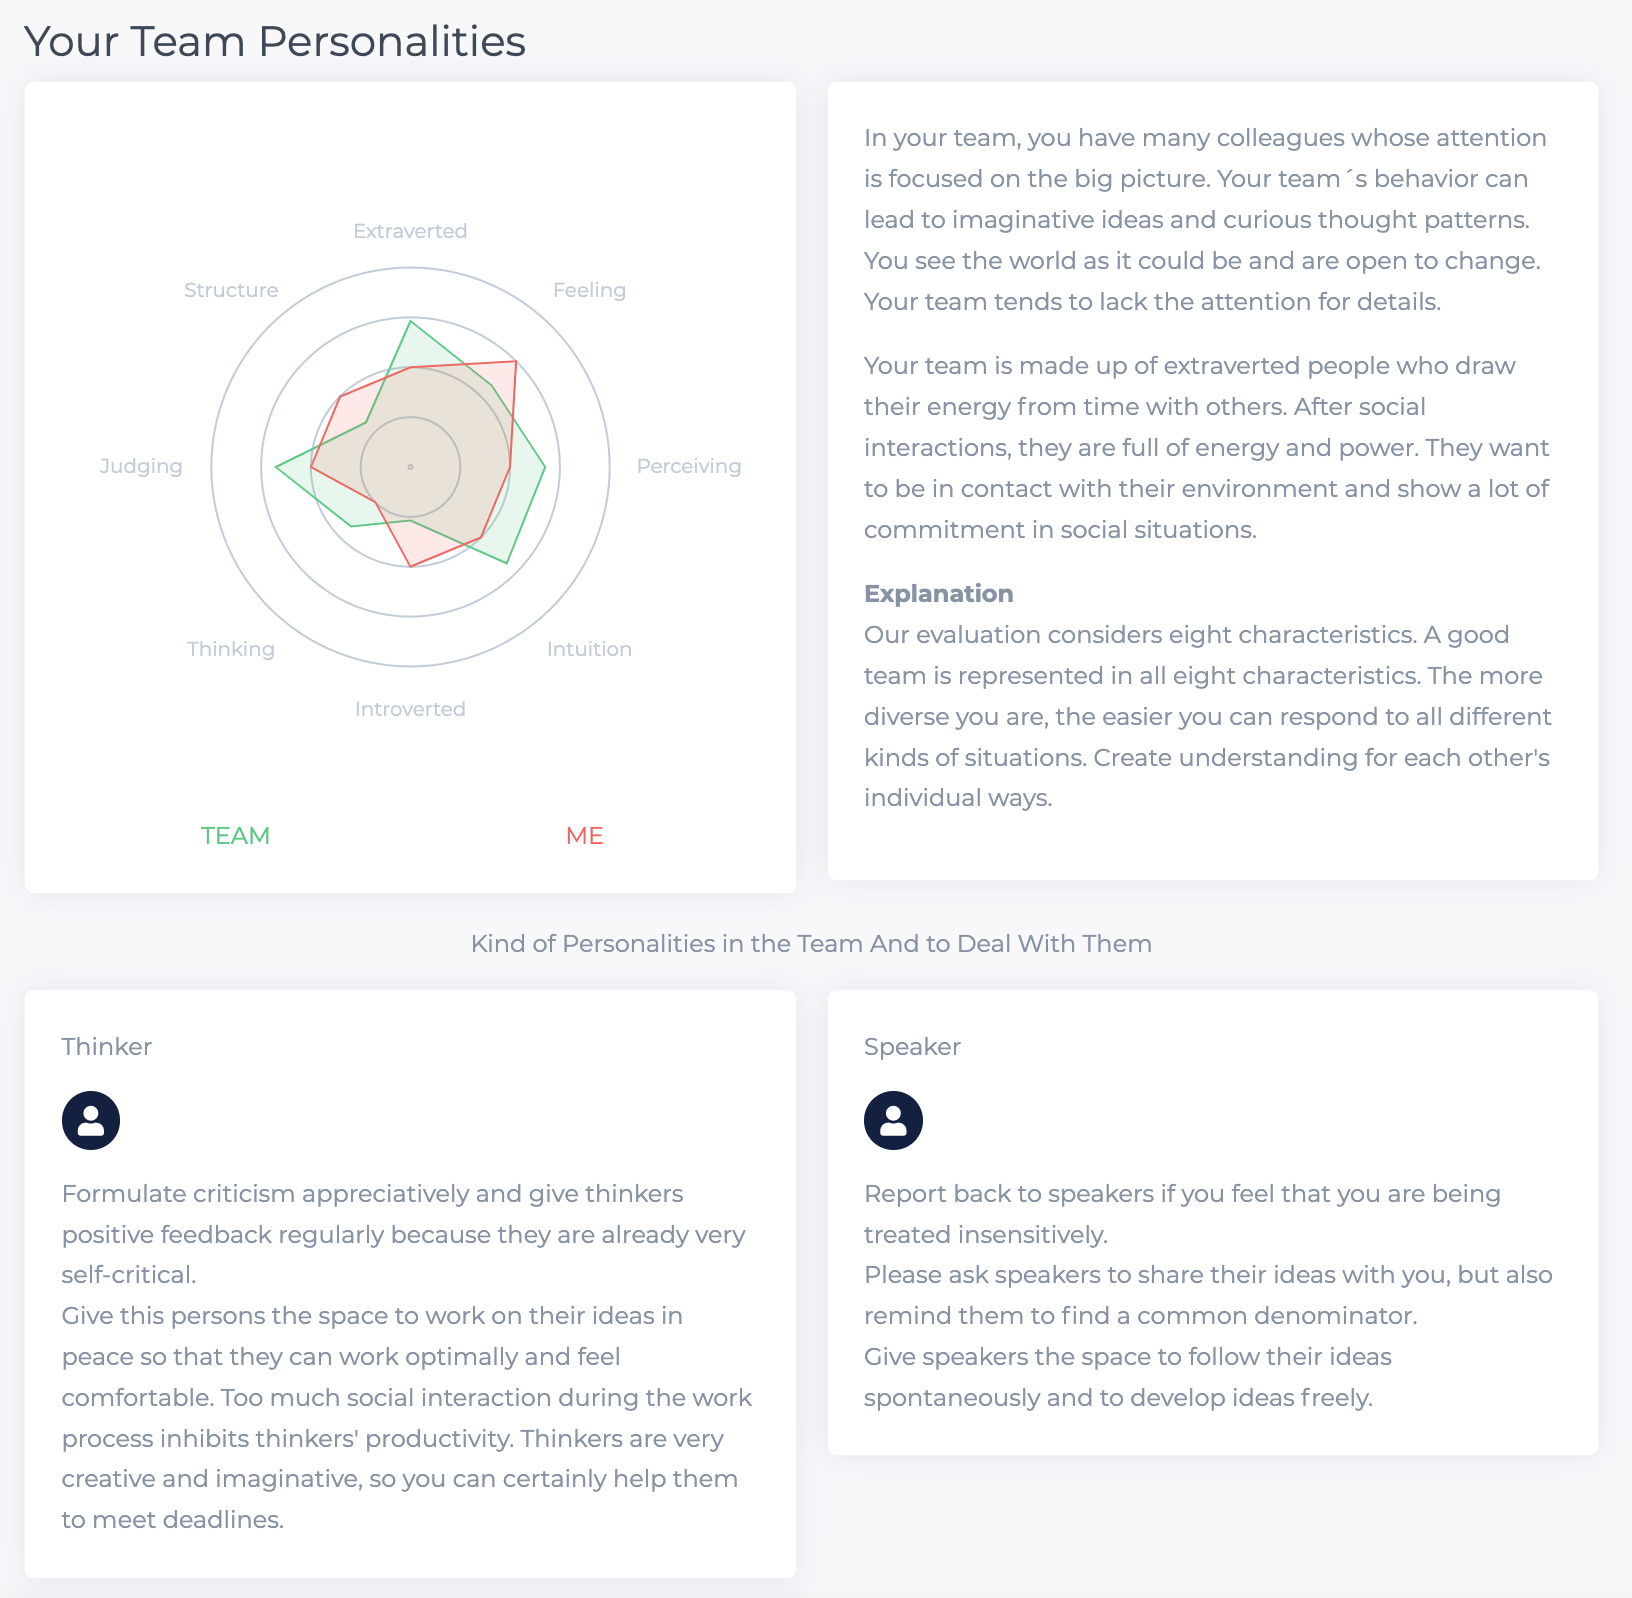 Your Team Personalities
Extraverted
Structure
Feeling
Judging
Perceiving
Thinking
Intuition
Introverted
TEAM
ME
In your team, you have many colleagues whose attention
is focused on the big picture. Your team´s behavior can
lead to imaginative ideas and curious thought patterns.
You see the world as it could be and are open to change.
Your team tends to lack the attention for details.
Your team is made up of extraverted people who draw
their energy from time with others. After social
interactions, they are full of energy and power. They want
to be in contact with their environment and show a lot of
commitment in social situations.
Explanation
Our evaluation considers eight characteristics. A good
team is represented in all eight characteristics. The more
diverse you are, the easier you can respond to all different
kinds of situations. Create understanding for each other's
individual ways.
Kind of Personalities in the Team And to Deal With Them
Thinker
Formulate criticism appreciatively and give thinkers
positive feedback regularly because they are already very
self-critical.
Give this persons the space to work on their ideas in
peace so that they can work optimally and feel
comfortable. Too much social interaction during the work
process inhibits thinkers' productivity. Thinkers are very
creative and imaginative, so you can certainly help them
to meet deadlines.
Speaker
Report back to speakers if you feel that you are being
treated insensitively.
Please ask speakers to share their ideas with you, but also
remind them to find a common denominator.
Give speakers the space to follow their ideas
spontaneously and to develop ideas freely.